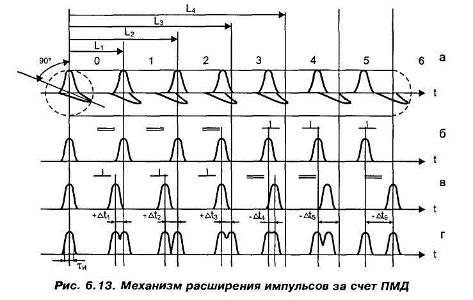 L₄
L₃
L₂
L₁
90°
0 1 2 3 4 5 6 а
t
б
t
в
t
+Δt₁ +Δt₂ +Δt₃ -Δt₄ -Δt₅ -Δt₆ г
t
τи
Рис. 6.13. Механизм расширения импульсов за счет ПМД